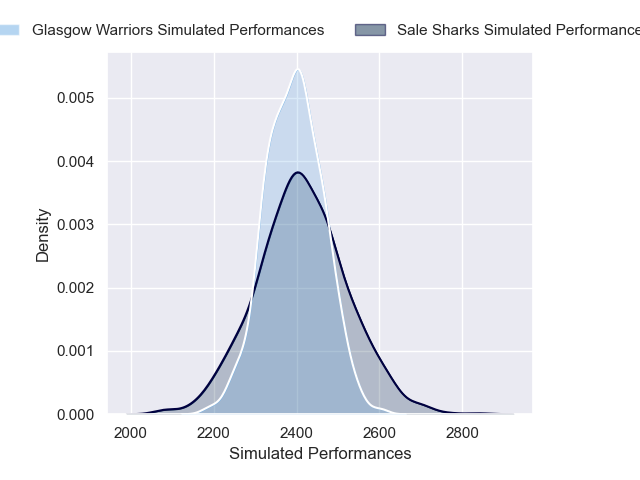 Glasgow Warriors Simulated Performances
Sale Sharks Simulated Performance
0.005
0.004
0.003
0.002
0.001
0.000
Density
2000 2200 2400 2600 2800
Simulated Performances